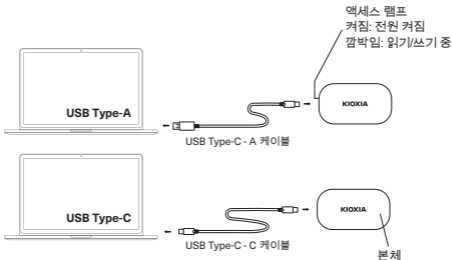 액세스 램프
켜짐: 전원 켜짐
깜박임: 읽기/쓰기 중
USB Type-A
KIOXIA
USB Type-C - A 케이블
USB Type-C
KIOXIA
USB Type-C - C 케이블
본체